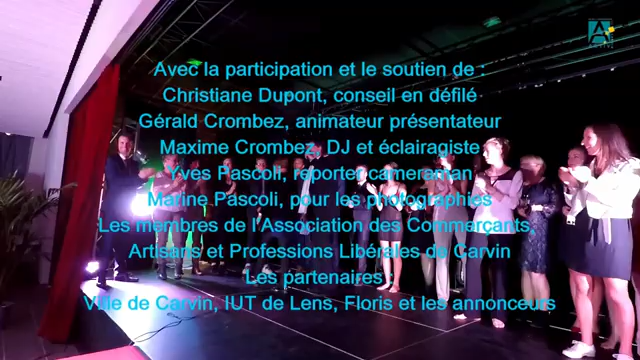 Avec la participation et le soutien de :
Christiane Dupont, conseil en défilé
Gérald Crombez, animateur présentateur
Maxime Crombez, DJ et éclairagiste
Yves Pascoli, reporter cameraman
Marine Pascoli, pour les photographies
Les membres de l'Association des Commerçants,
Artisans et Professions Libérales de Carvin
Les partenaires :
Ville de Carvin, IUT de Lens, Floris et les annonceurs